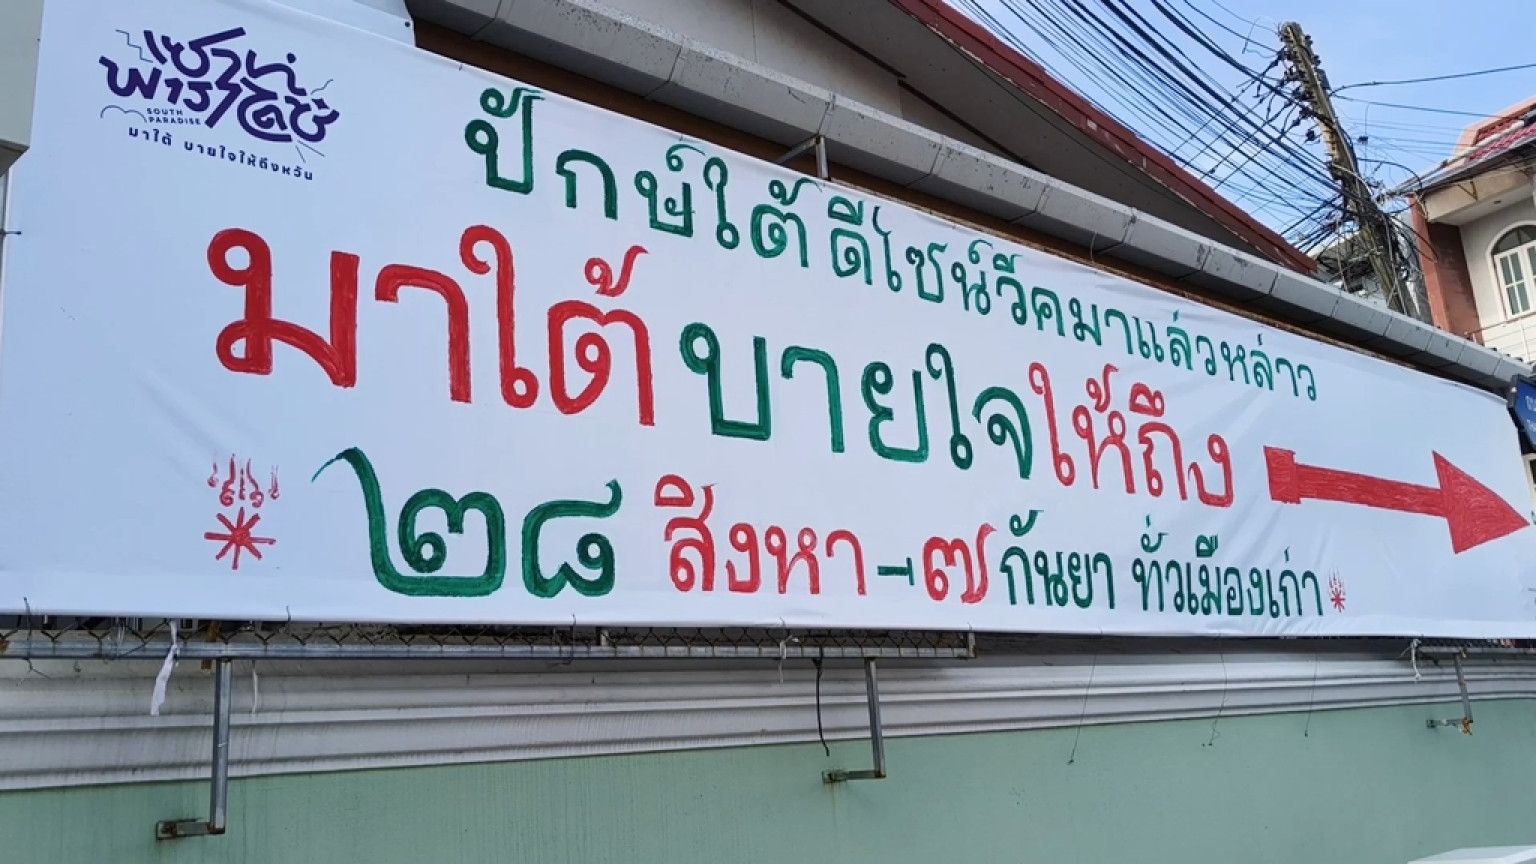 เซาท์
พาราไดซ์
SOUTH
PARADISE
มาใต้ บายใจให้ถึงหวัน
ปักษ์ใต้ ดีไซน์วีคมาแล่วหล่าว
มาใต้ บายใจให้ถึง
๒๘ สิงหา - ๗ กันยา ทั่วเมืองเก่า